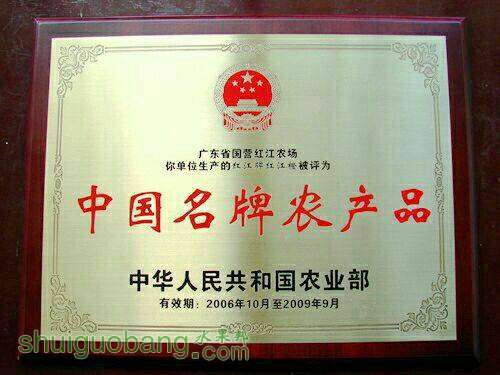 广东省国营红江农场
你单位生产的红江牌红江橙被评为
中国名牌农产品
中华人民共和国农业部
有效期：2006年10月至2009年9月
水果邦
shuiguobang.com